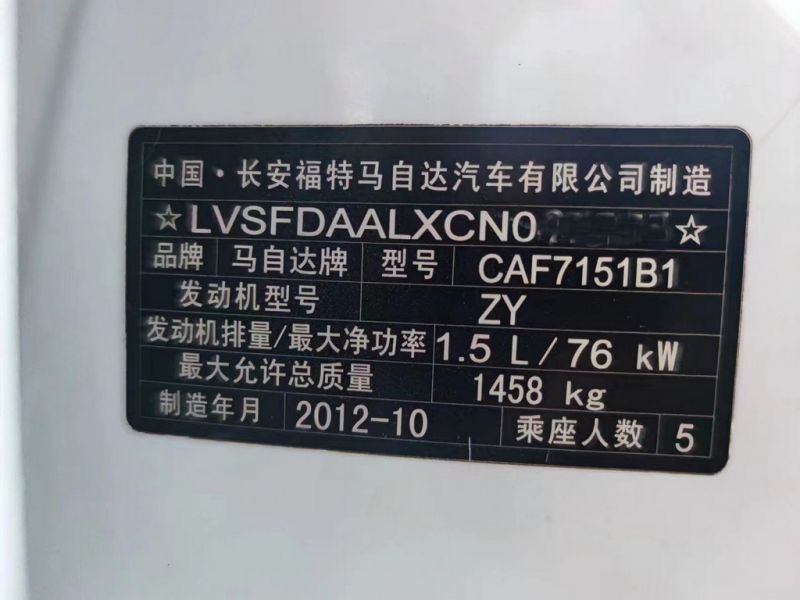 中国·长安福特马自达汽车有限公司制造
☆LVSFDAALXCN0 ☆
品牌 马自达牌 型号 CAF7151B1
发动机型号 ZY
发动机排量/最大净功率 1.5 L/76 kW
最大允许总质量 1458 kg
制造年月 2012-10 乘座人数 5